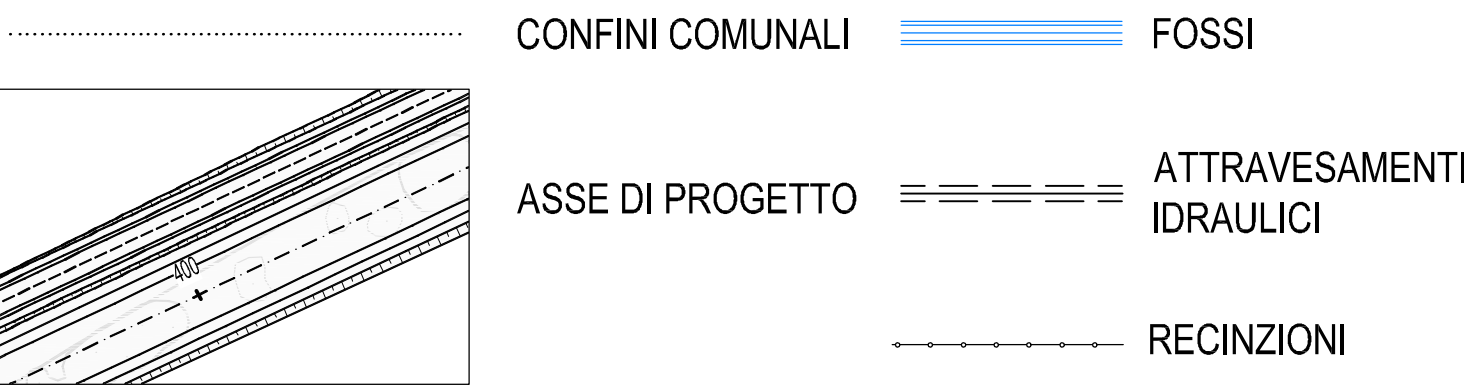 CONFINI COMUNALI
FOSSI
400
ASSE DI PROGETTO
ATTRAVESAMENTI
IDRAULICI
RECINZIONI